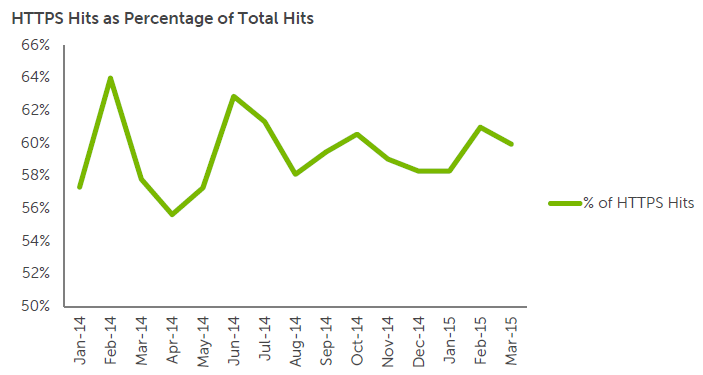 HTTPS Hits as Percentage of Total Hits
66%
64%
62%
60%
58%
56%
54%
52%
50%
% of HTTPS Hits
Jan-14
Feb-14
Mar-14
Apr-14
May-14
Jun-14
Jul-14
Aug-14
Sep-14
Oct-14
Nov-14
Dec-14
Jan-15
Feb-15
Mar-15